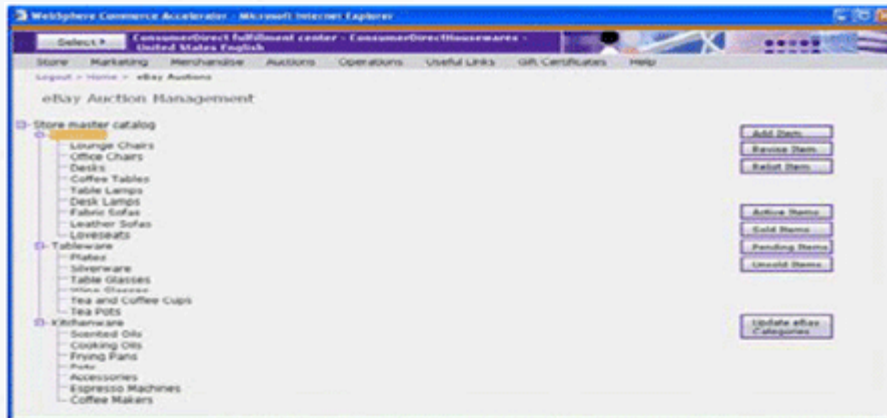 WebSphere Commerce Accelerator - Microsoft Internet Explorer
Select
ConsumerDirect fulfillment center - ConsumerDirectHousewares -
United States English
Store Marketing Merchandise Auctions Operations Useful Links Gift Certificates Help
Logout > Home > eBay Auctions
eBay Auction Management
Store master catalog
Lounge Chairs
Office Chairs
Desks
Coffee Tables
Table Lamps
Desk Lamps
Fabric Sofas
Leather Sofas
Loveseats
Tableware
Plates
Silverware
Table Glasses
Wine Glasses
Tea and Coffee Cups
Tea Pots
Kitchenware
Scented Oils
Cooking Oils
Frying Pans
Pots
Accessories
Espresso Machines
Coffee Makers
Add Item
Revise Item
Relist Item
Active Items
Sold Items
Pending Items
Unsold Items
Update eBay
Categories